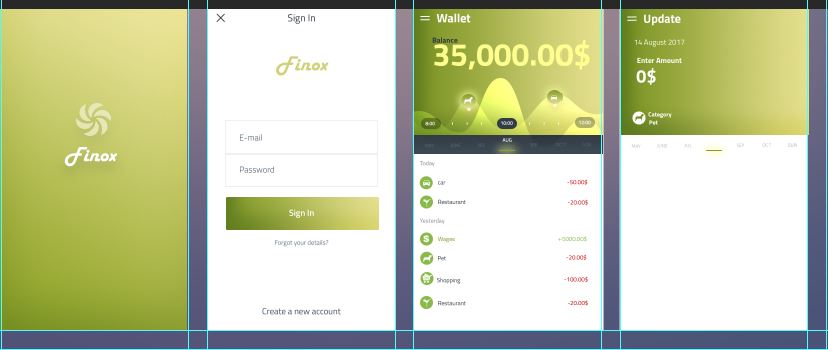 Finox
Sign In
Finox
E-mail
Password
Sign In
Forgot your details?
Create a new account
Wallet
Balance
35,000.00$
8:00
10:00
12:00
AUG
MAY JUNE JUL SEP OCT SUN
Today
car -50.00$
Restaurant -20.00$
Yesterday
Wages +5000.00$
Pet -20.00$
Shopping -100.00$
Restaurant -20.00$
Update
14 August 2017
Enter Amount
0$
Category
Pet
MAY JUNE JUL SEP OCT SUN